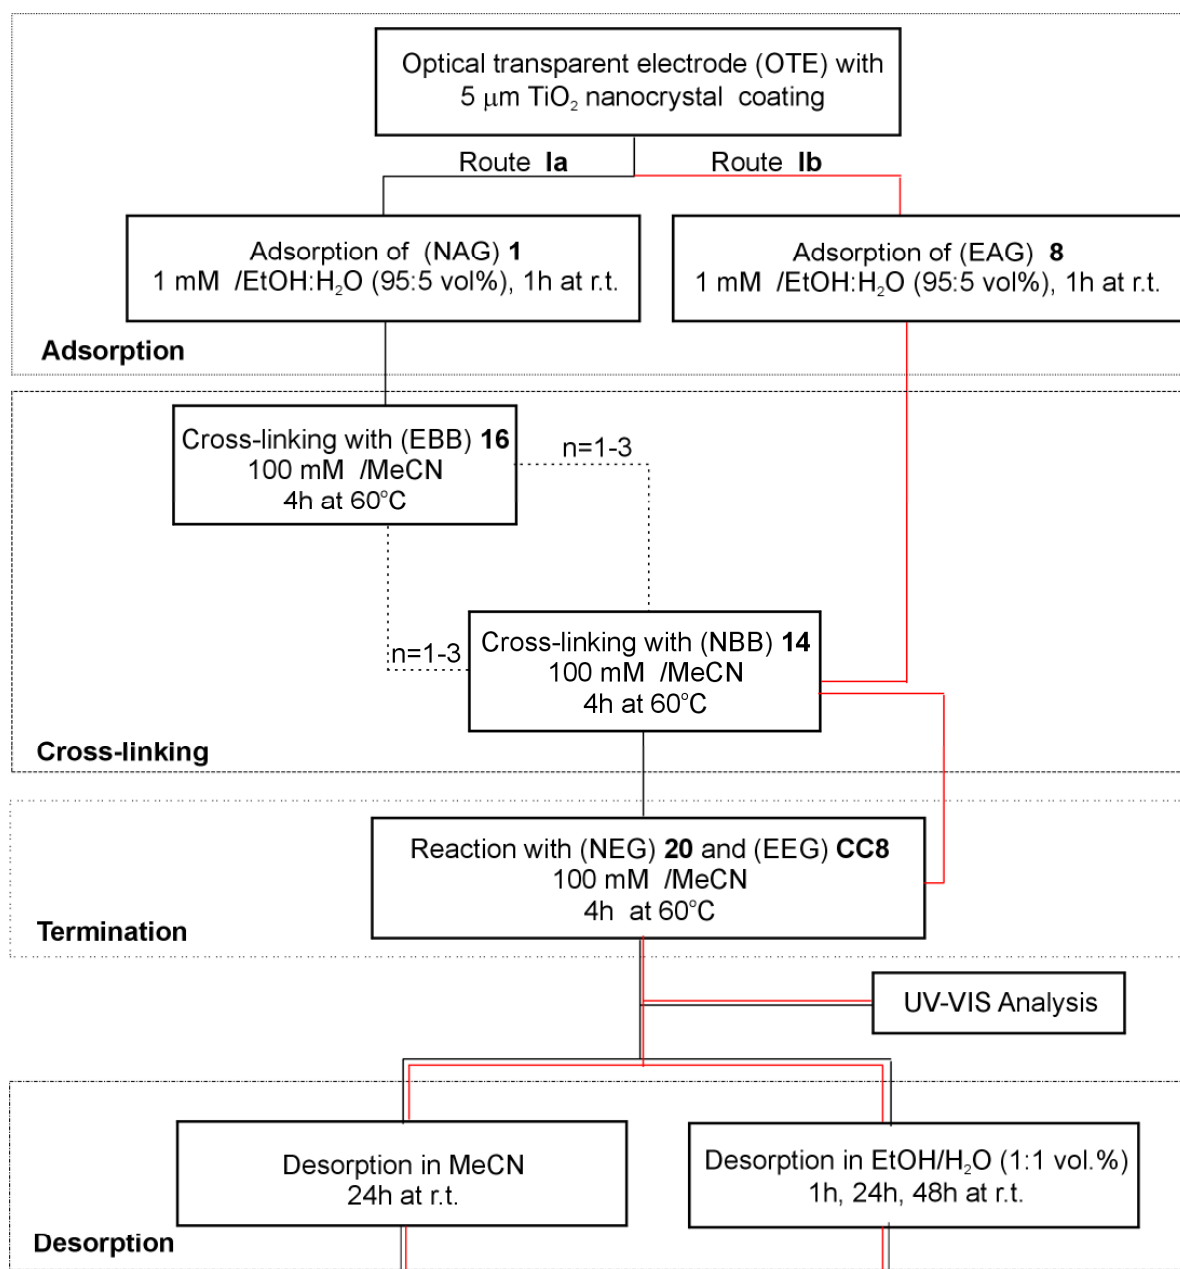 Optical transparent electrode (OTE) with
5 μm TiO₂ nanocrystal coating
Route Ia
Route Ib
Adsorption of (NAG) 1
1 mM /EtOH:H₂O (95:5 vol%), 1h at r.t.
Adsorption of (EAG) 8
1 mM /EtOH:H₂O (95:5 vol%), 1h at r.t.
Adsorption
Cross-linking with (EBB) 16
100 mM /MeCN
4h at 60°C
n=1-3
n=1-3
Cross-linking with (NBB) 14
100 mM /MeCN
4h at 60°C
Cross-linking
Reaction with (NEG) 20 and (EEG) CC8
100 mM /MeCN
4h at 60°C
Termination
UV-VIS Analysis
Desorption in MeCN
24h at r.t.
Desorption in EtOH/H₂O (1:1 vol.%)
1h, 24h, 48h at r.t.
Desorption